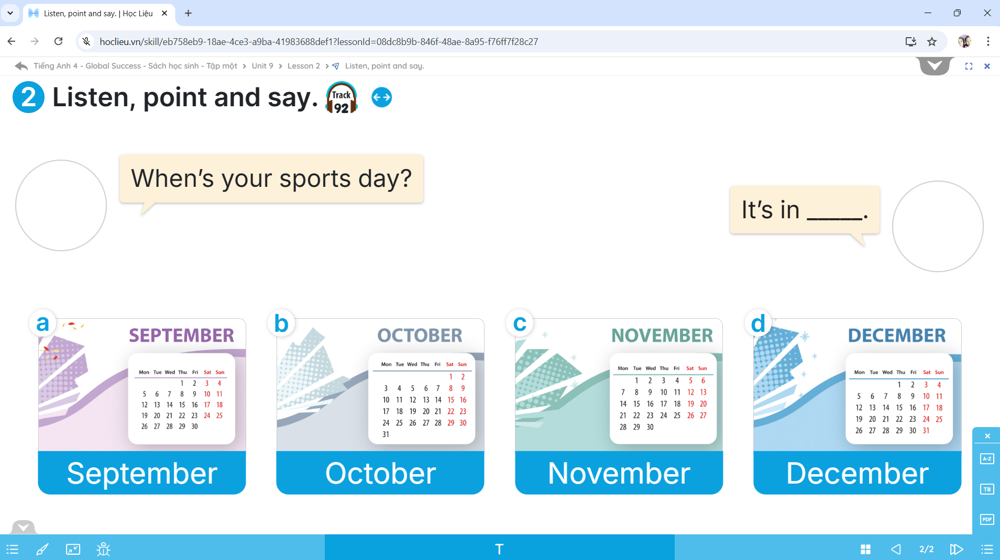 Listen, point and say. | Học Liệu
hoclieu.vn/skill/eb758eb9-18ae-4ce3-a9ba-41983688def1?lessonId=08dc8b9b-846f-48ae-8a95-f76ff7f28c27
Tiếng Anh 4 - Global Success - Sách học sinh - Tập một > Unit 9 > Lesson 2 > Listen, point and say.
2 Listen, point and say. Track 92
When's your sports day?
It's in _____.
a
SEPTEMBER
Mon Tue Wed Thu Fri Sat Sun
1 2 3 4
5 6 7 8 9 10 11
12 13 14 15 16 17 18
19 20 21 22 23 24 25
26 27 28 29 30
September
b
OCTOBER
Mon Tue Wed Thu Fri Sat Sun
1 2
3 4 5 6 7 8 9
10 11 12 13 14 15 16
17 18 19 20 21 22 23
24 25 26 27 28 29 30
31
October
c
NOVEMBER
Mon Tue Wed Thu Fri Sat Sun
1 2 3 4 5 6
7 8 9 10 11 12 13
14 15 16 17 18 19 20
21 22 23 24 25 26 27
28 29 30
November
d
DECEMBER
Mon Tue Wed Thu Fri Sat Sun
1 2 3 4
5 6 7 8 9 10 11
12 13 14 15 16 17 18
19 20 21 22 23 24 25
26 27 28 29 30 31
December
A-Z
TB
PDF
T
2/2